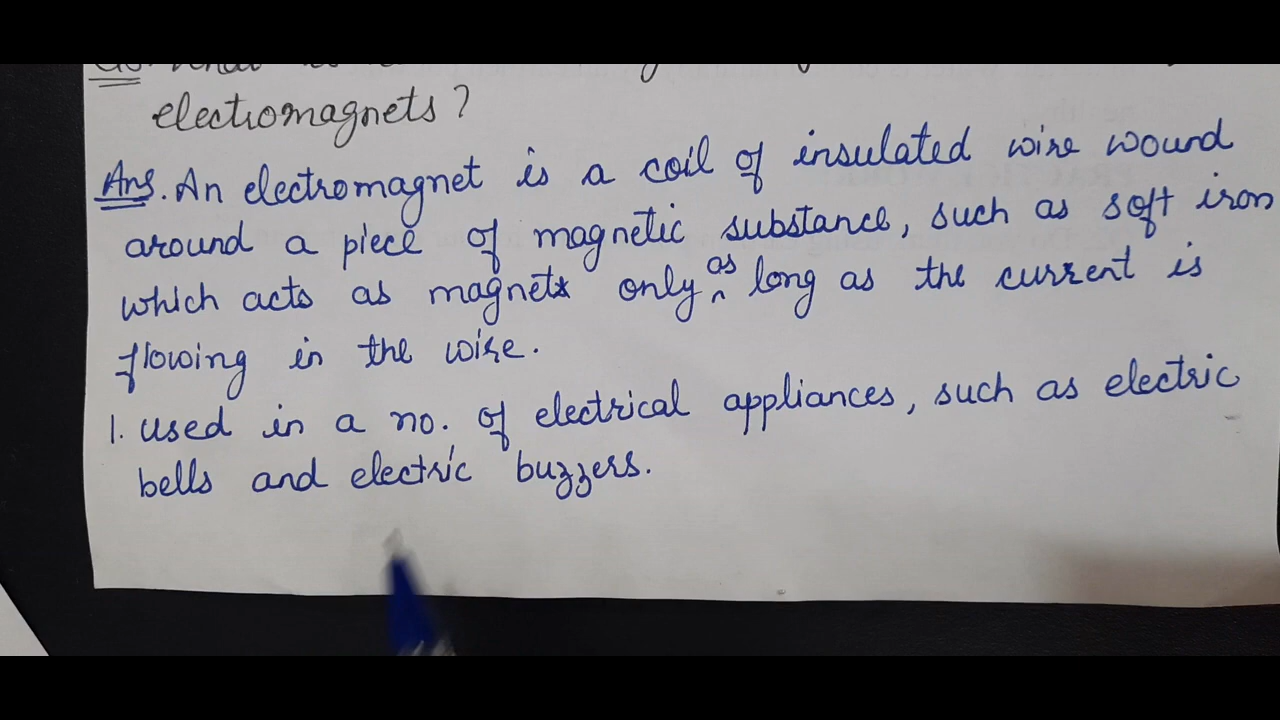 electromagnets?
Ans. An electromagnet is a coil of insulated wire wound
around a piece of magnetic substance, such as soft iron
which acts as magnet only as long as the current is
flowing in the wire.
1. used in a no. of electrical appliances, such as electric
bells and electric buzzers.